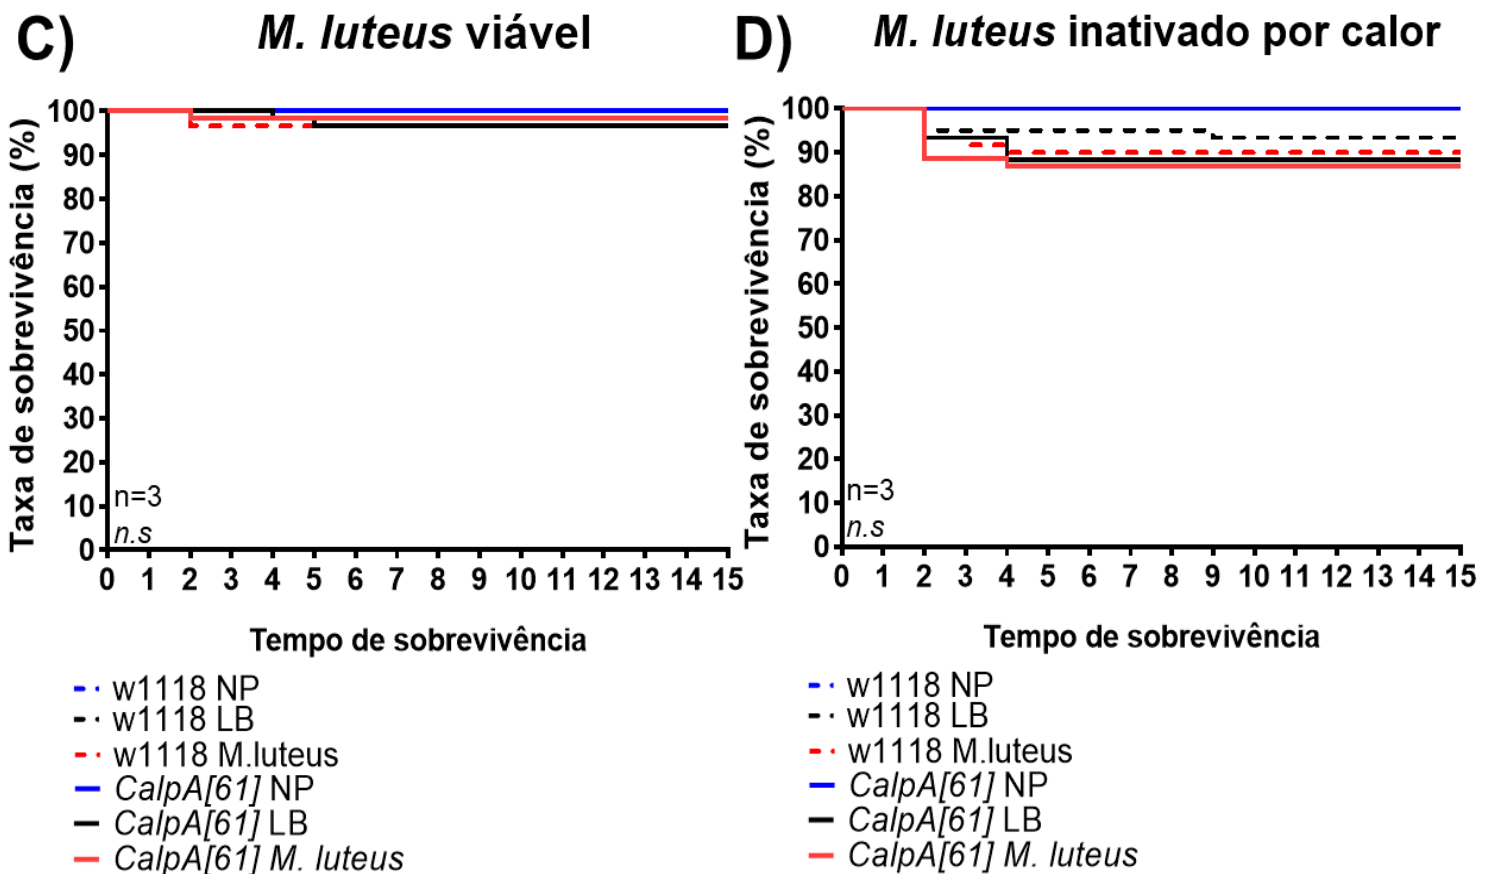 C) M. luteus viável
Taxa de sobrevivência (%)
100
90
80
70
60
50
40
30
20
10
0
n=3
n.s
0 1 2 3 4 5 6 7 8 9 10 11 12 13 14 15
Tempo de sobrevivência
w1118 NP
w1118 LB
w1118 M.luteus
CalpA[61] NP
CalpA[61] LB
CalpA[61] M. luteus
D) M. luteus inativado por calor
Taxa de sobrevivência (%)
100
90
80
70
60
50
40
30
20
10
0
n=3
n.s
0 1 2 3 4 5 6 7 8 9 10 11 12 13 14 15
Tempo de sobrevivência
w1118 NP
w1118 LB
w1118 M.luteus
CalpA[61] NP
CalpA[61] LB
CalpA[61] M. luteus